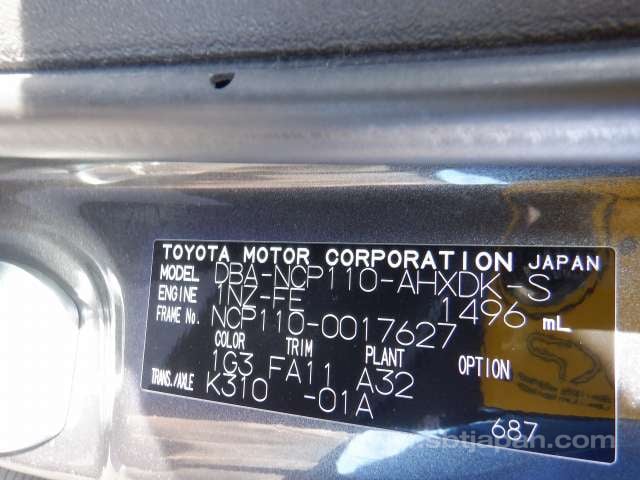 TOYOTA MOTOR CORPORATION JAPAN
MODEL DBA-NCP110-AHXDK-S
ENGINE 1NZ-FE 1496 mL
FRAME No. NCP110-0017627
COLOR TRIM PLANT OPTION
1G3 FA11 A32
TRANS./AXLE K310 -01A
687
sbtjapan.com